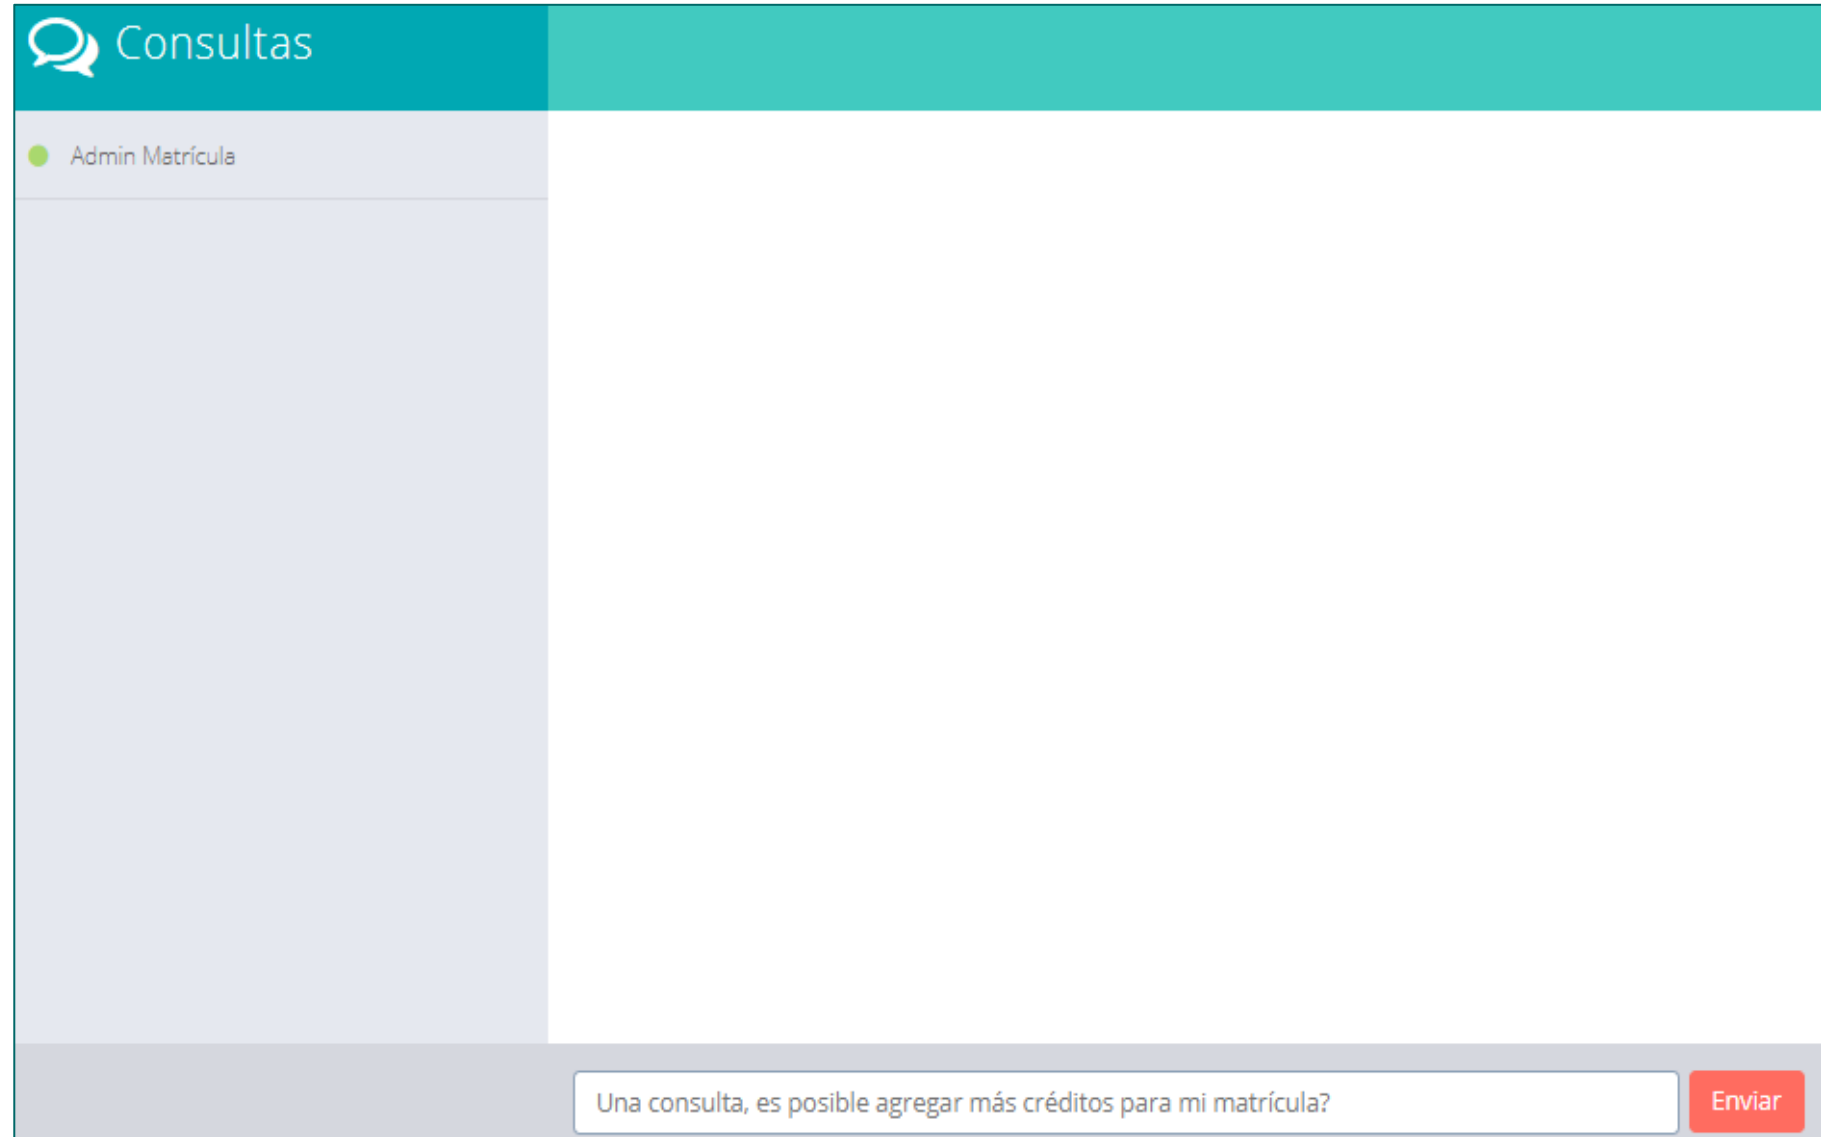 Consultas
Admin Matrícula
Una consulta, es posible agregar más créditos para mi matrícula?
Enviar